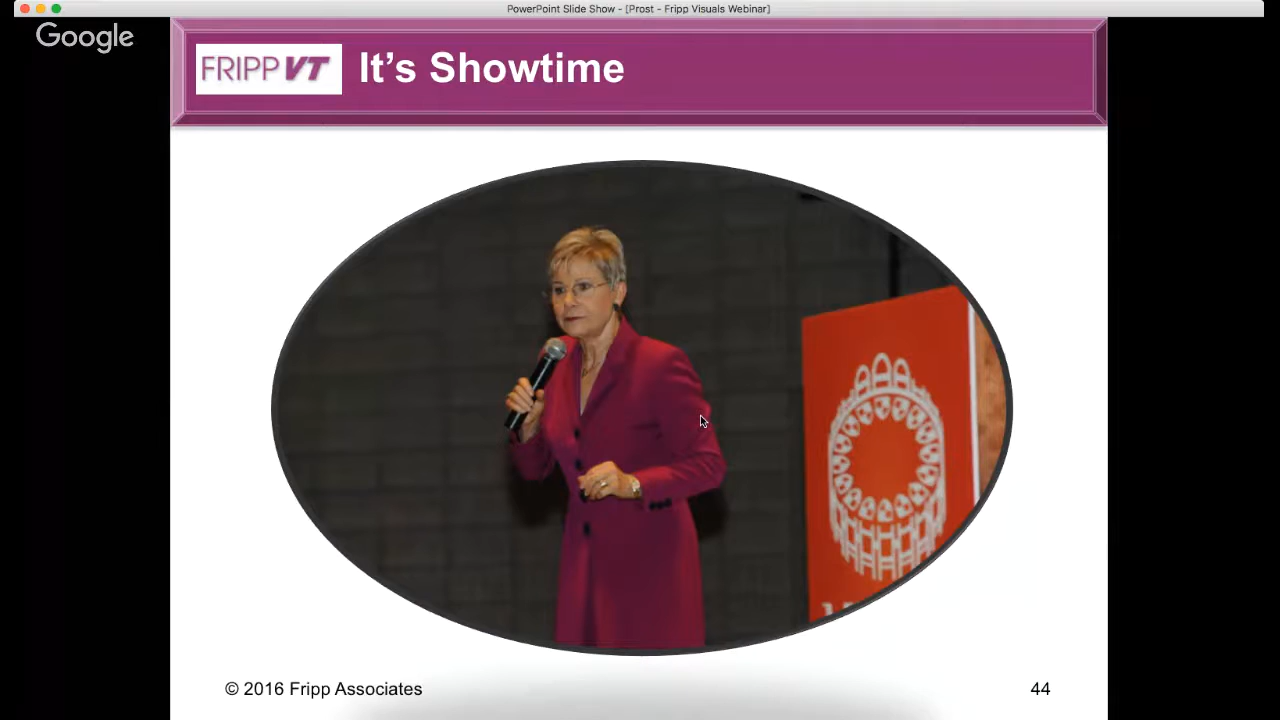 PowerPoint Slide Show - [Prost - Fripp Visuals Webinar]
Google
FRIPP VT
It's Showtime
© 2016 Fripp Associates
44